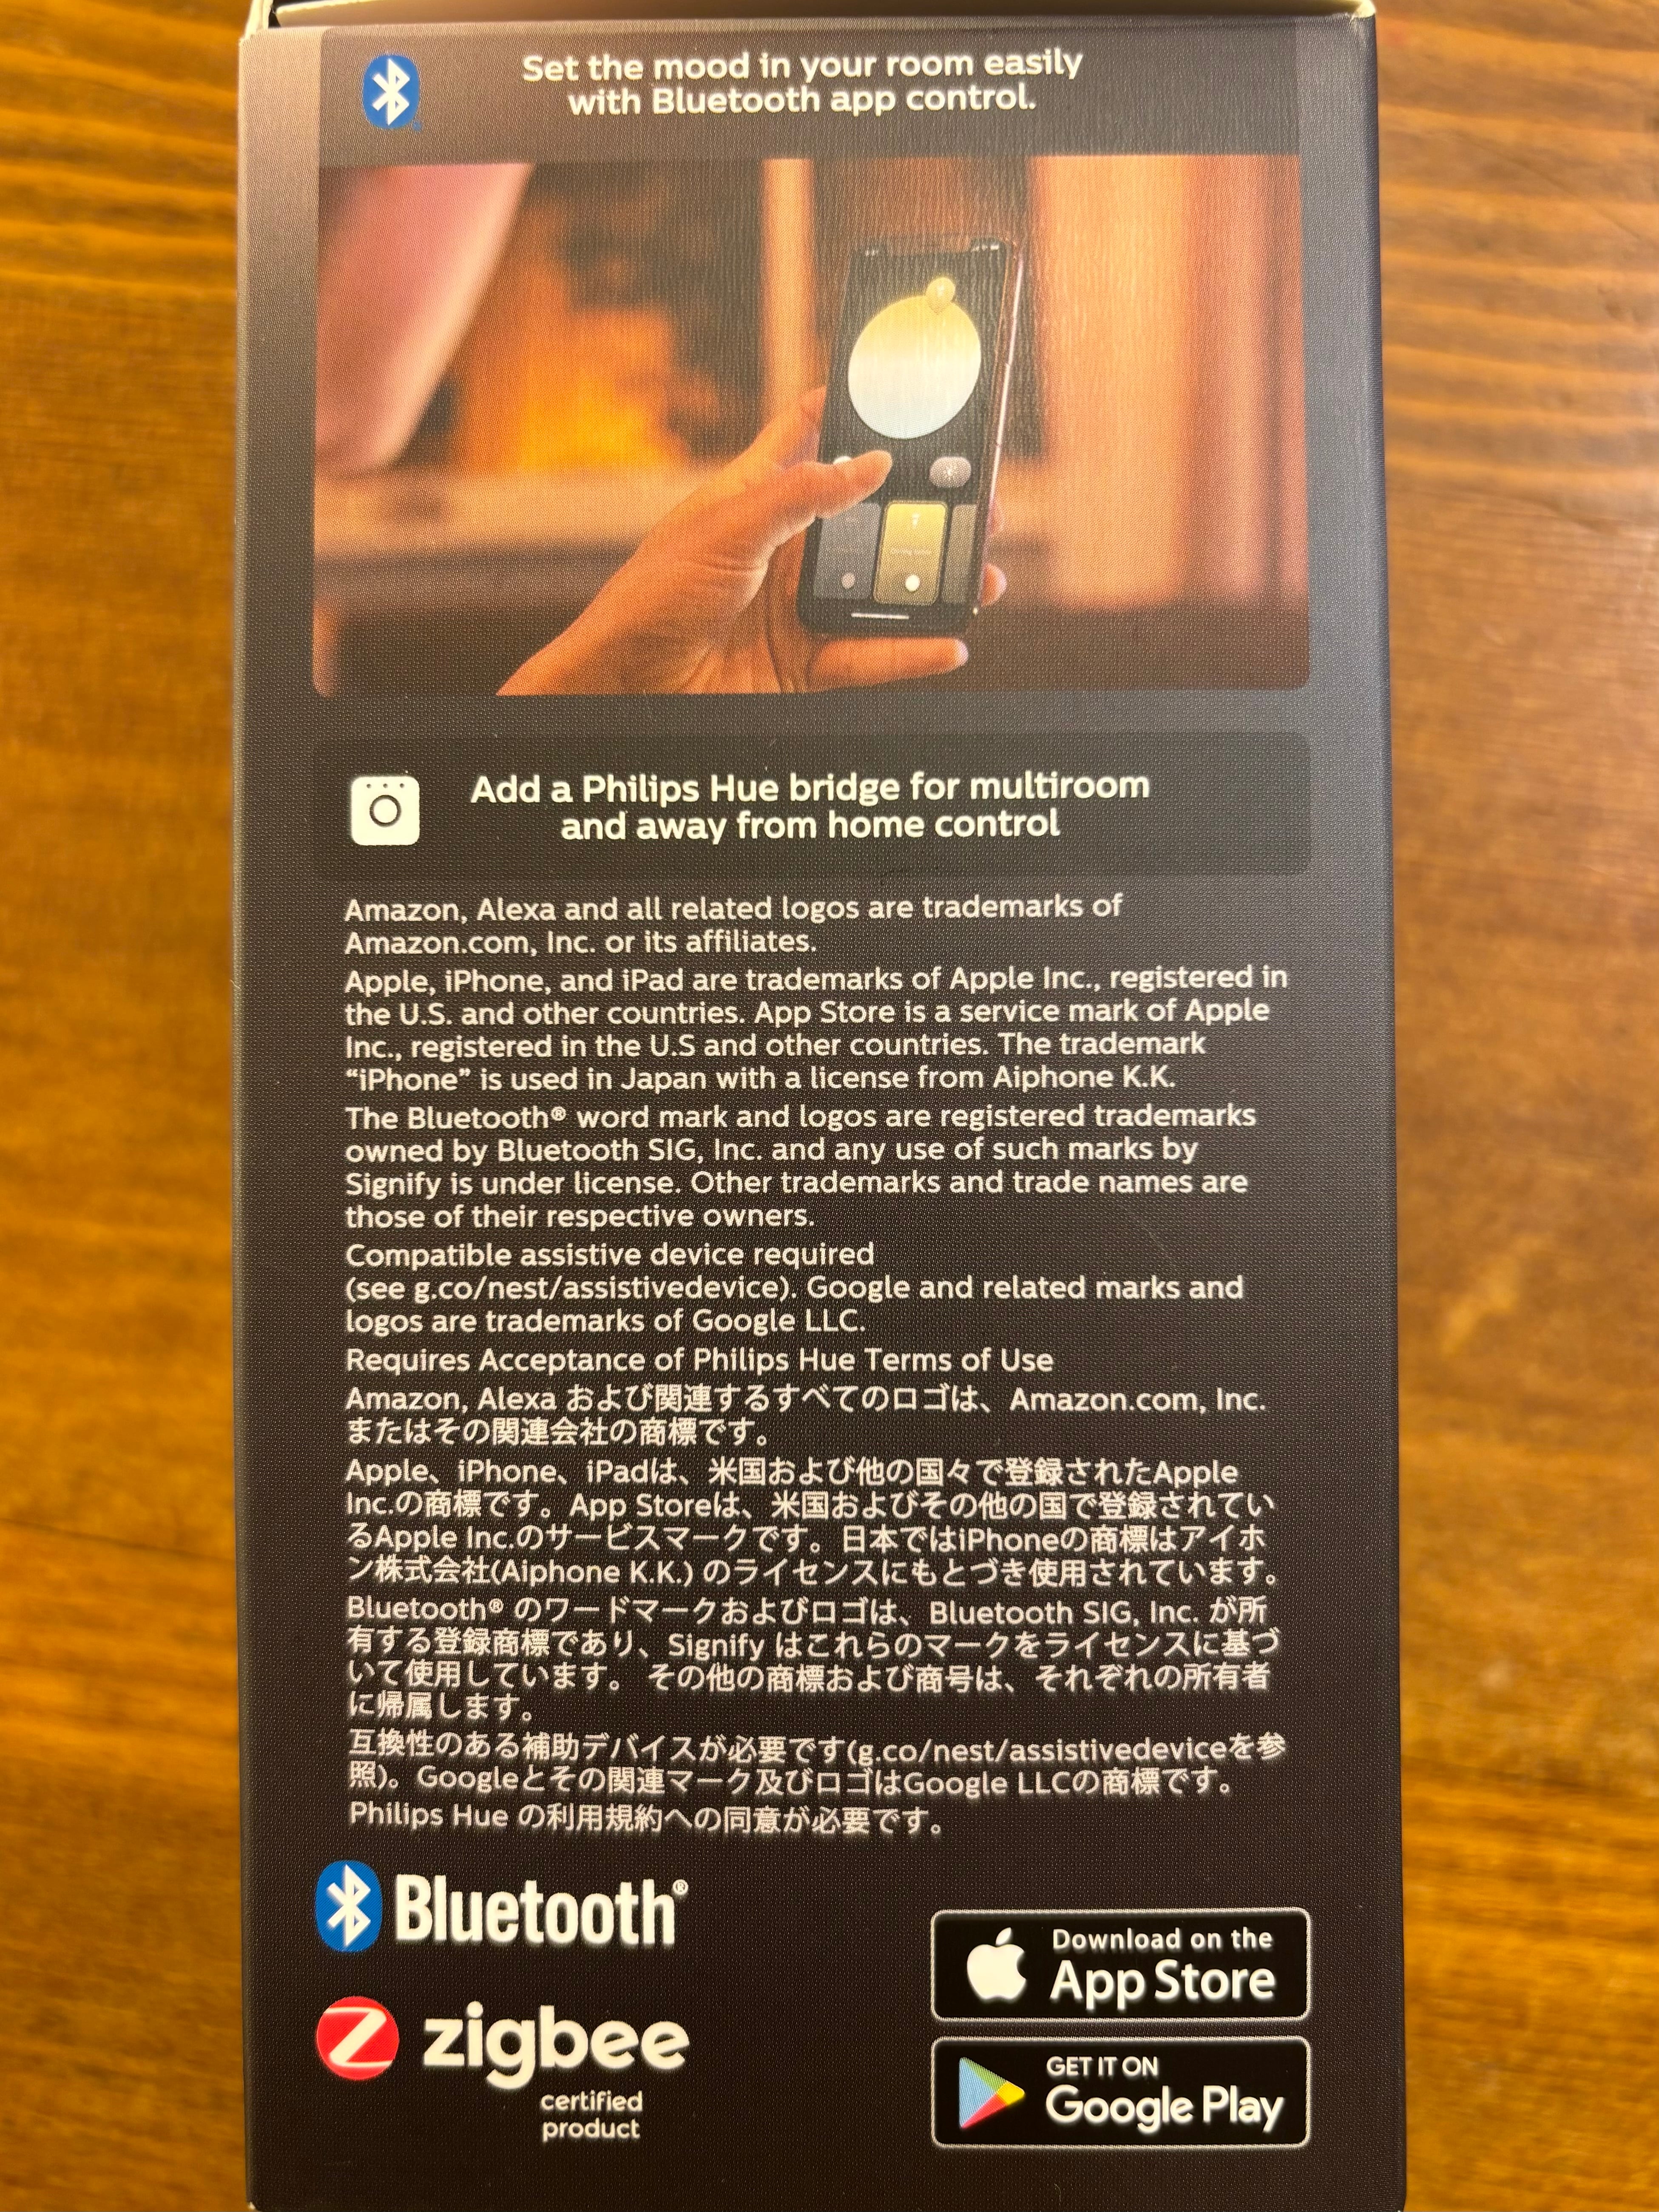 Set the mood in your room easily
with Bluetooth app control.
Add a Philips Hue bridge for multiroom
and away from home control
Amazon, Alexa and all related logos are trademarks of
Amazon.com, Inc. or its affiliates.
Apple, iPhone, and iPad are trademarks of Apple Inc., registered in
the U.S. and other countries. App Store is a service mark of Apple
Inc., registered in the U.S and other countries. The trademark
“iPhone” is used in Japan with a license from Aiphone K.K.
The Bluetooth® word mark and logos are registered trademarks
owned by Bluetooth SIG, Inc. and any use of such marks by
Signify is under license. Other trademarks and trade names are
those of their respective owners.
Compatible assistive device required
(see g.co/nest/assistivedevice). Google and related marks and
logos are trademarks of Google LLC.
Requires Acceptance of Philips Hue Terms of Use
Amazon, Alexa および関連するすべてのロゴは、Amazon.com, Inc.
またはその関連会社の商標です。
Apple、iPhone、iPadは、米国および他の国々で登録されたApple
Inc.の商標です。App Storeは、米国およびその他の国で登録されてい
るApple Inc.のサービスマークです。日本ではiPhoneの商標はアイホ
ン株式会社(Aiphone K.K.) のライセンスにもとづき使用されています。
Bluetooth® のワードマークおよびロゴは、Bluetooth SIG, Inc. が所
有する登録商標であり、Signify はこれらのマークをライセンスに基づ
いて使用しています。 その他の商標および商号は、それぞれの所有者
に帰属します。
互換性のある補助デバイスが必要です(g.co/nest/assistivedeviceを参
照)。Googleとその関連マーク及びロゴはGoogle LLCの商標です。
Philips Hue の利用規約への同意が必要です。
Bluetooth®
zigbee
certified
product
Download on the
App Store
GET IT ON
Google Play